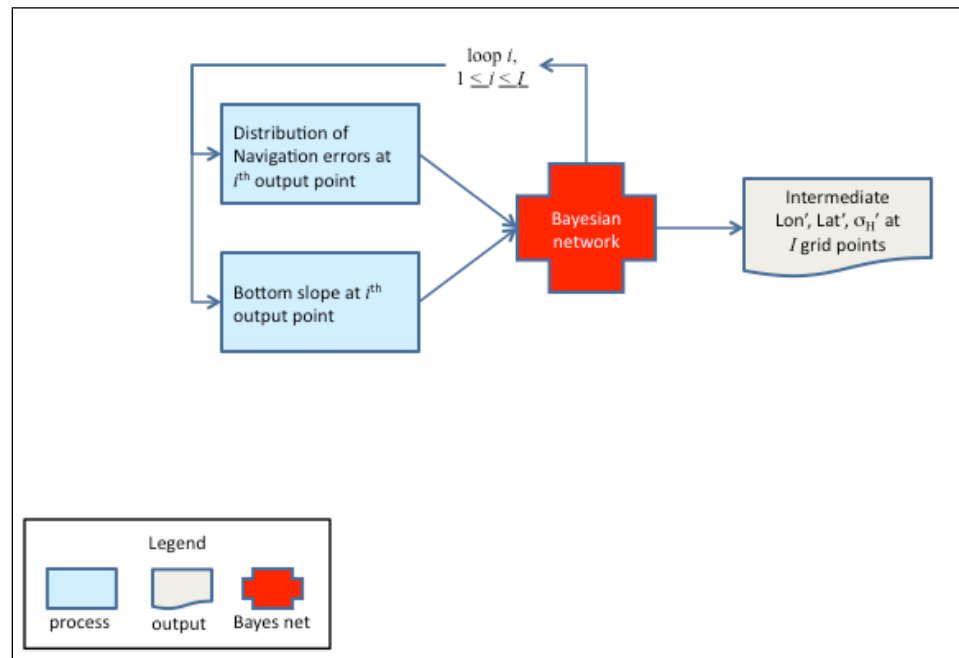 loop i,
1 ≤ i ≤ I
Distribution of
Navigation errors at
iᵗʰ output point
Bayesian
network
Intermediate
Lon′, Lat′, σH′ at
I grid points
Bottom slope at iᵗʰ
output point
Legend
process
output
Bayes net